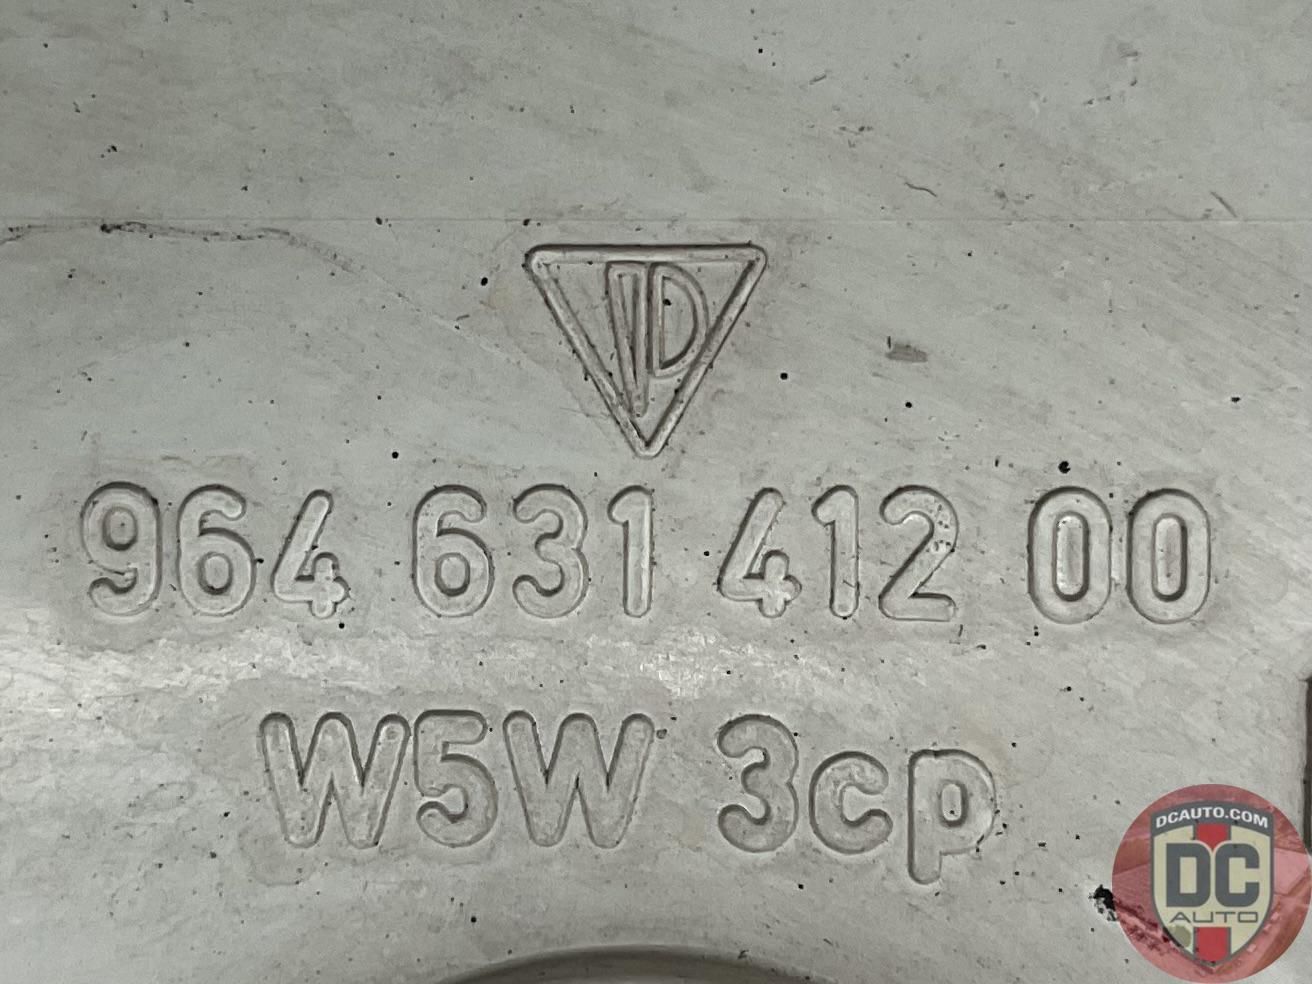 964 631 412 00
W5W 3cp
DCAUTO.COM
DC
AUTO